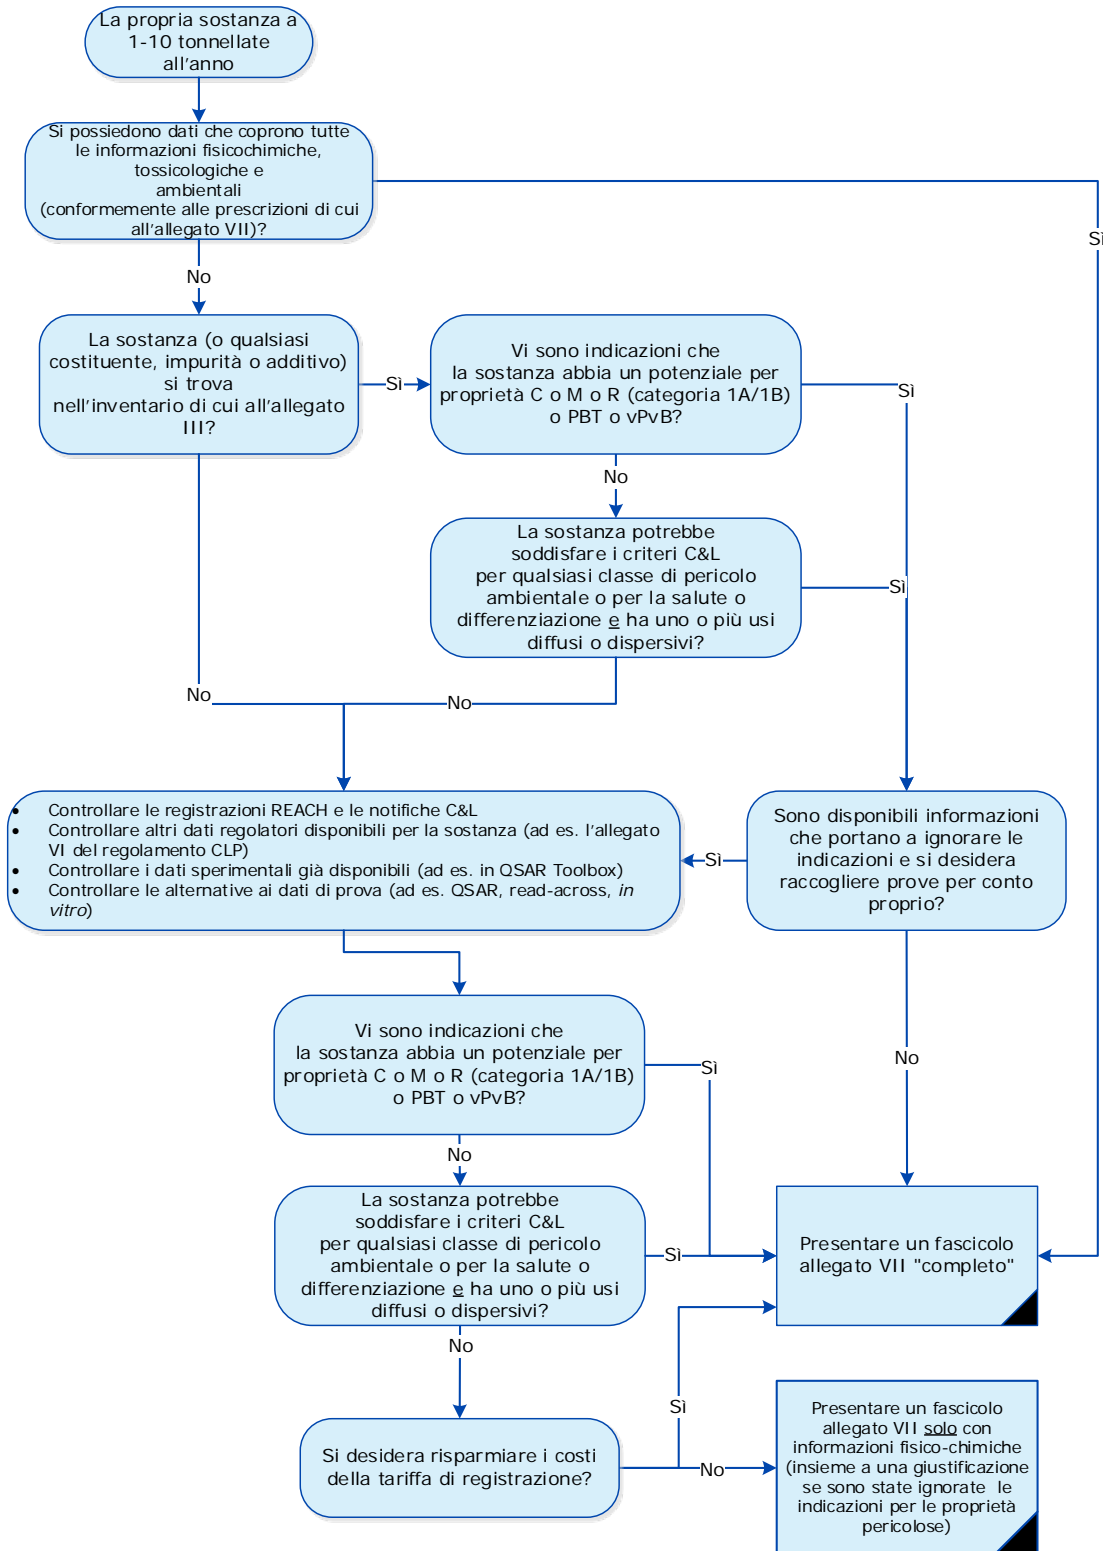 La propria sostanza a
1-10 tonnellate
all'anno
Si possiedono dati che coprono tutte
le informazioni fisicochimiche,
tossicologiche e
ambientali
(conformemente alle prescrizioni di cui
all'allegato VII)?
Sì
No
La sostanza (o qualsiasi
costituente, impurità o additivo)
si trova
nell'inventario di cui all'allegato
III?
Sì
Vi sono indicazioni che
la sostanza abbia un potenziale per
proprietà C o M o R (categoria 1A/1B)
o PBT o vPvB?
Sì
No
La sostanza potrebbe
soddisfare i criteri C&L
per qualsiasi classe di pericolo
ambientale o per la salute o
differenziazione e ha uno o più usi
diffusi o dispersivi?
Sì
No
No
• Controllare le registrazioni REACH e le notifiche C&L
• Controllare altri dati regolatori disponibili per la sostanza (ad es. l'allegato
VI del regolamento CLP)
• Controllare i dati sperimentali già disponibili (ad es. in QSAR Toolbox)
• Controllare le alternative ai dati di prova (ad es. QSAR, read-across, in
vitro)
Sì
Sono disponibili informazioni
che portano a ignorare le
indicazioni e si desidera
raccogliere prove per conto
proprio?
No
Vi sono indicazioni che
la sostanza abbia un potenziale per
proprietà C o M o R (categoria 1A/1B)
o PBT o vPvB?
Sì
No
La sostanza potrebbe
soddisfare i criteri C&L
per qualsiasi classe di pericolo
ambientale o per la salute o
differenziazione e ha uno o più usi
diffusi o dispersivi?
Sì
Presentare un fascicolo
allegato VII "completo"
No
Si desidera risparmiare i costi
della tariffa di registrazione?
Sì
No
Presentare un fascicolo
allegato VII solo con
informazioni fisico-chimiche
(insieme a una giustificazione
se sono state ignorate le
indicazioni per le proprietà
pericolose)